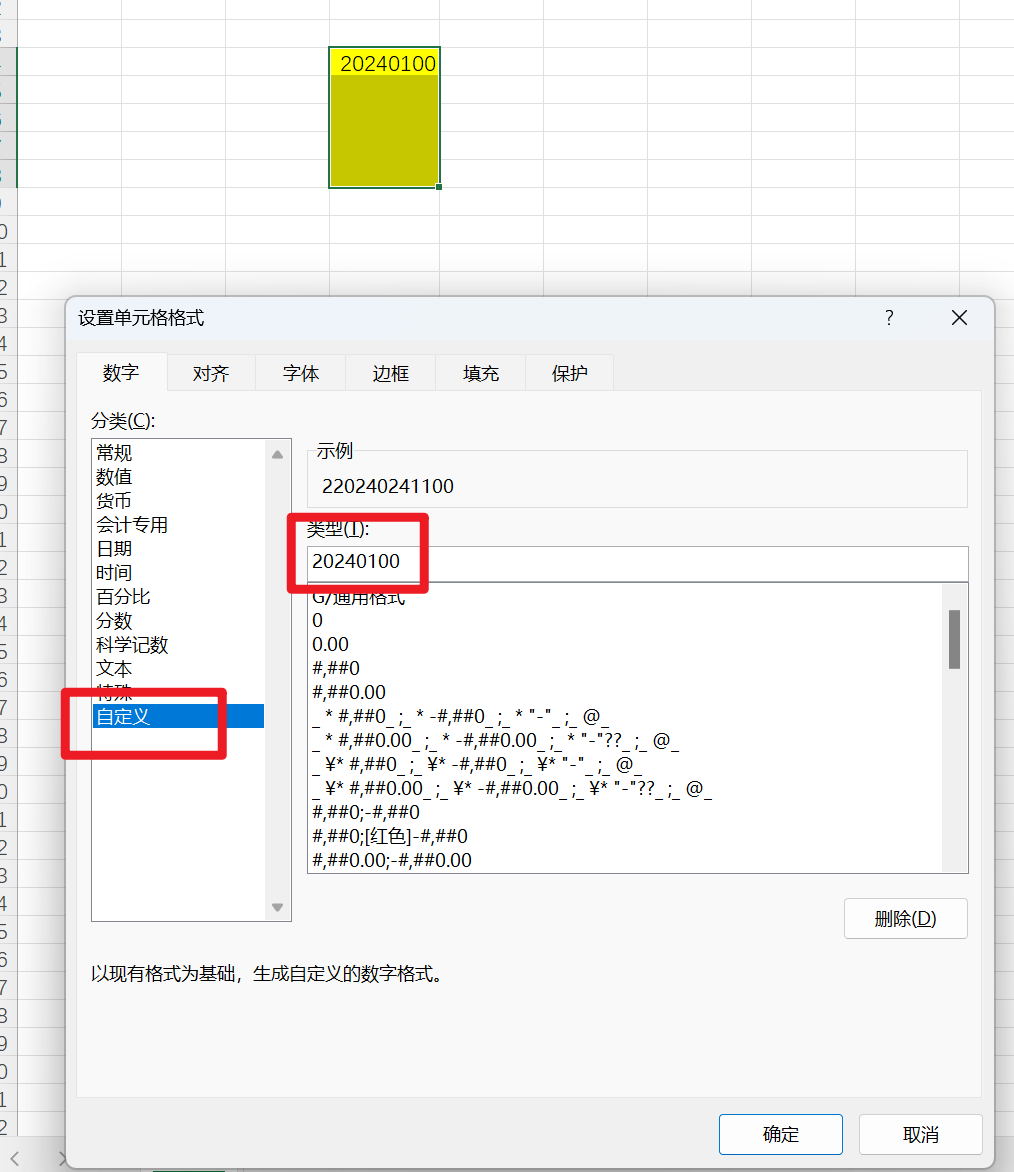 20240100
设置单元格格式
?
数字 对齐 字体 边框 填充 保护
分类(C):
常规
数值
货币
会计专用
日期
时间
百分比
分数
科学记数
文本
特殊
自定义
示例
220240241100
类型(T):
20240100
G/通用格式
0
0.00
#,##0
#,##0.00
_ * #,##0_ ;_ * -#,##0_ ;_ * "-"_ ;_ @_
_ * #,##0.00_ ;_ * -#,##0.00_ ;_ * "-"??_ ;_ @_
_ ¥* #,##0_ ;_ ¥* -#,##0_ ;_ ¥* "-"_ ;_ @_
_ ¥* #,##0.00_ ;_ ¥* -#,##0.00_ ;_ ¥* "-"??_ ;_ @_
#,##0;-#,##0
#,##0;[红色]-#,##0
#,##0.00;-#,##0.00
删除(D)
以现有格式为基础，生成自定义的数字格式。
确定
取消